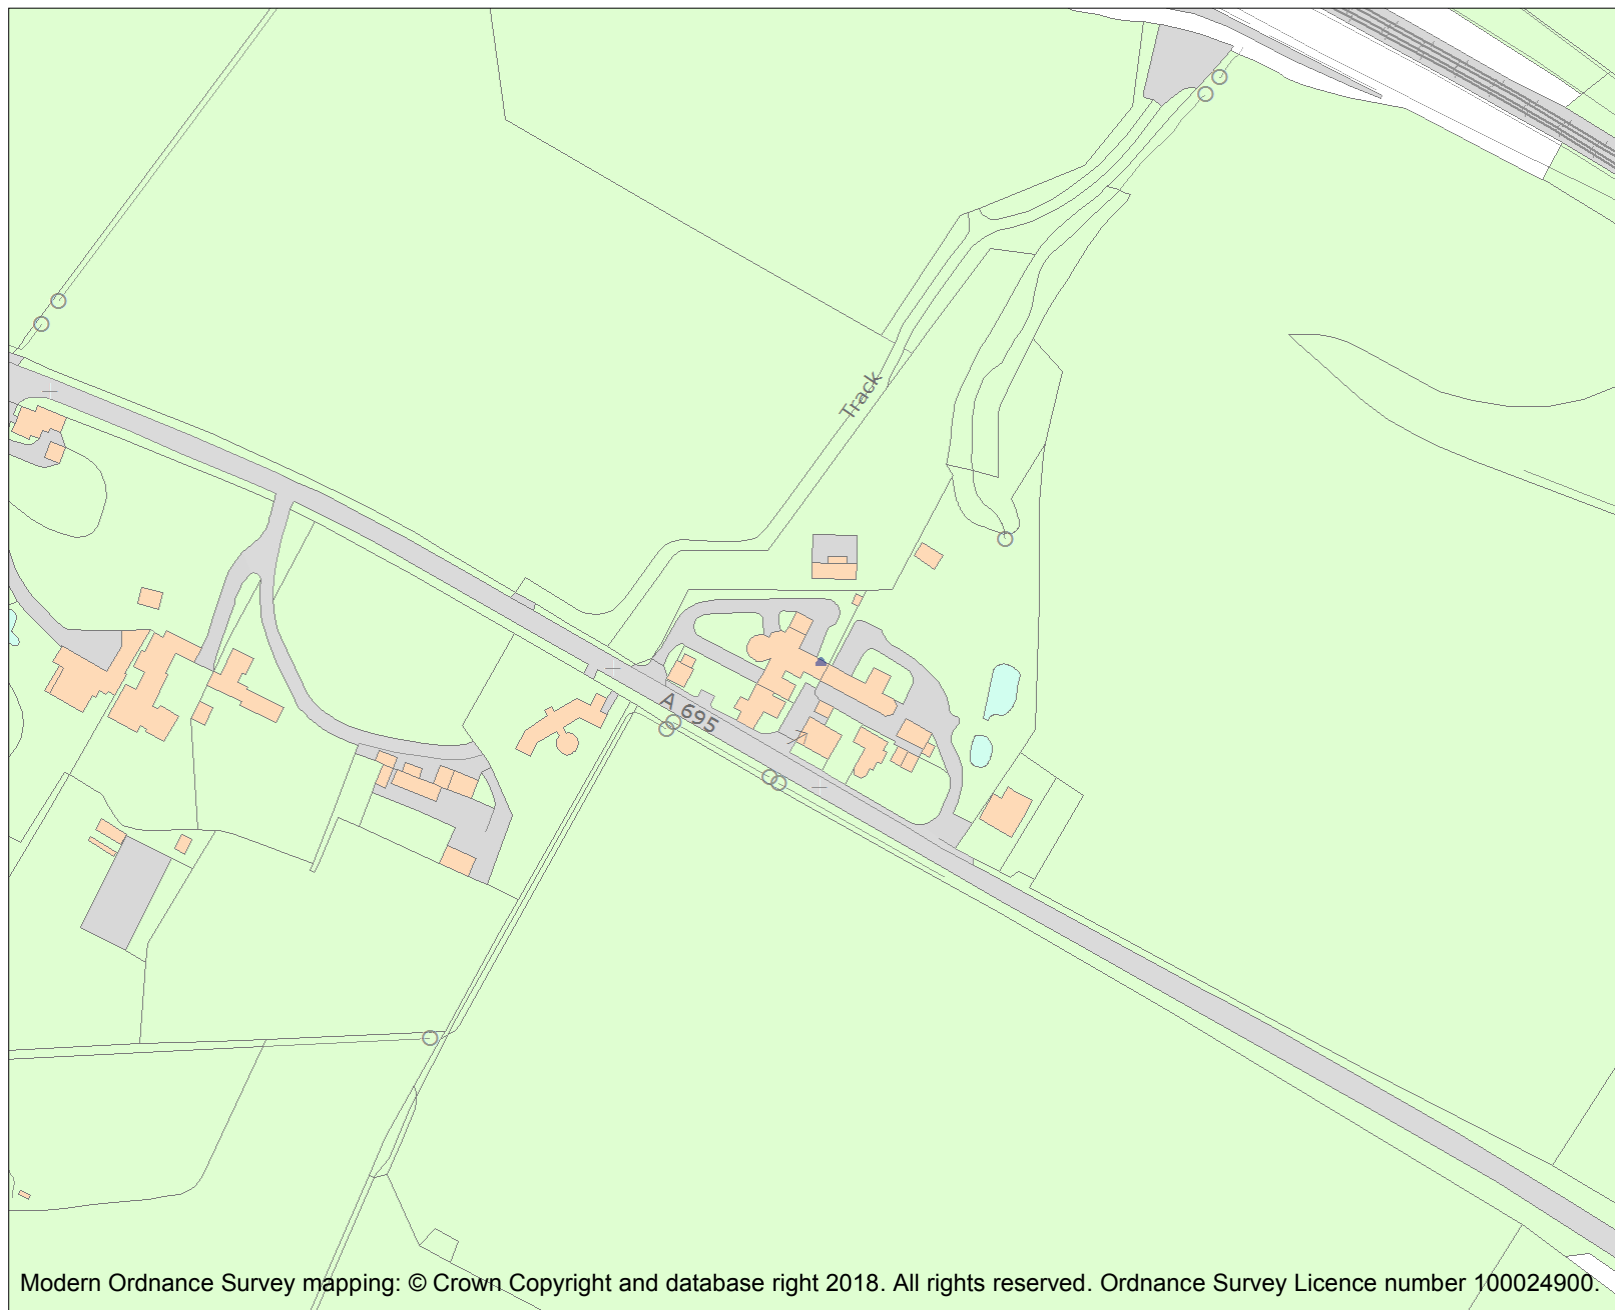 Track
A 695
Modern Ordnance Survey mapping: © Crown Copyright and database right 2018. All rights reserved. Ordnance Survey Licence number 100024900.